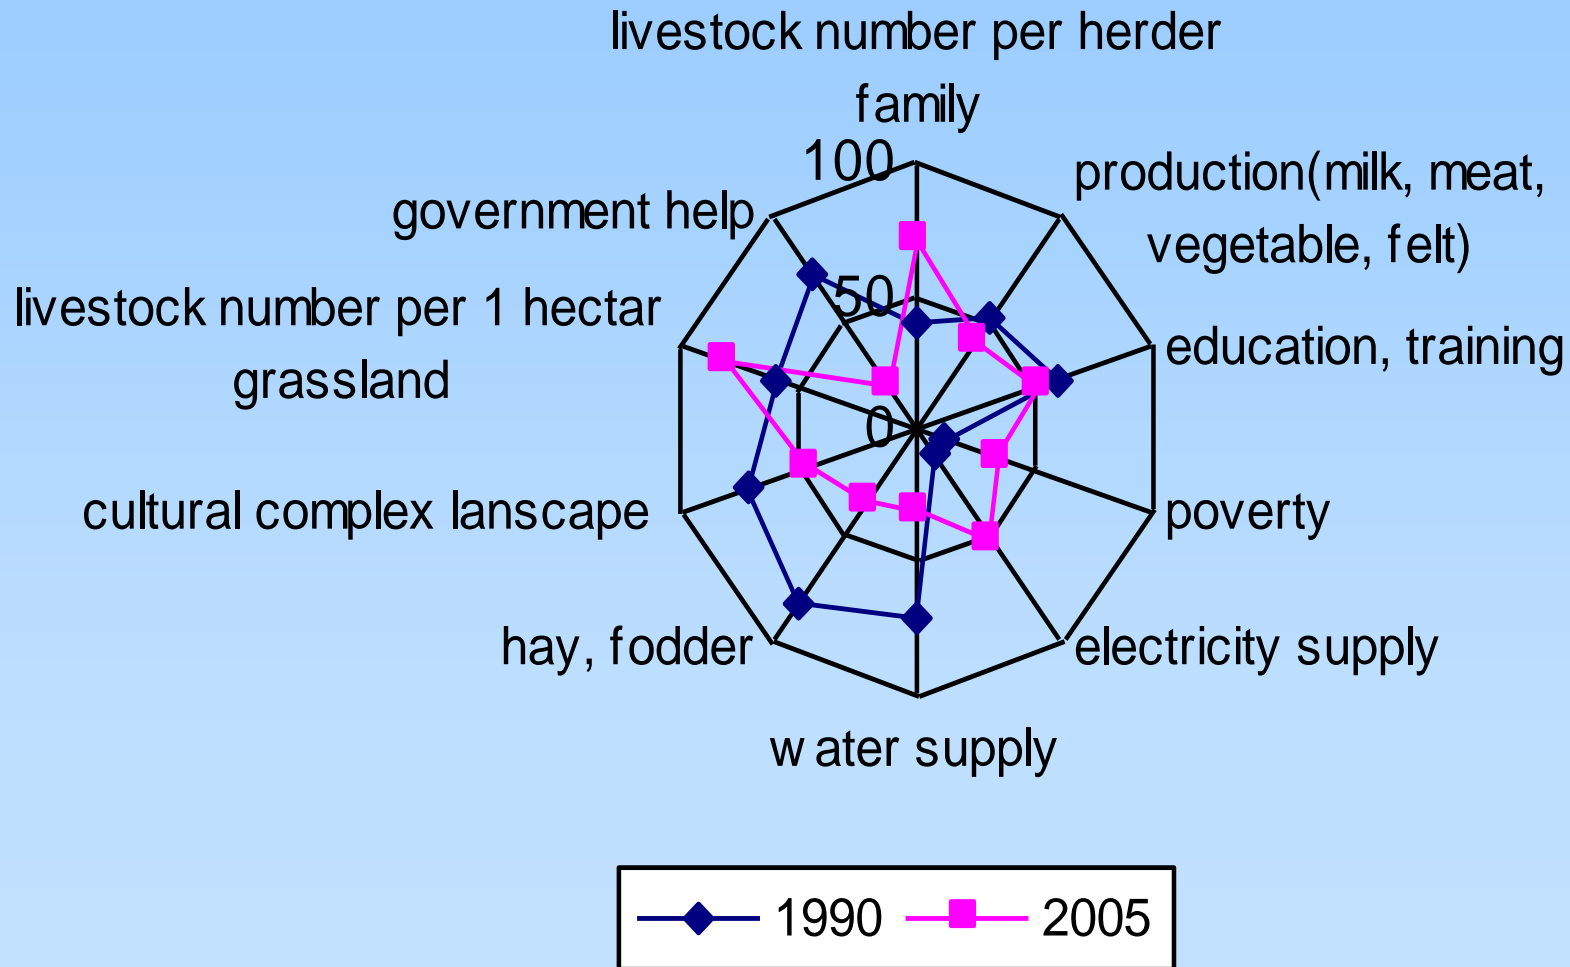 livestock number per herder
family
100
production(milk, meat,
vegetable, felt)
government help
50
livestock number per 1 hectar
grassland
education, training
0
cultural complex lanscape
poverty
hay, fodder
electricity supply
water supply
1990
2005